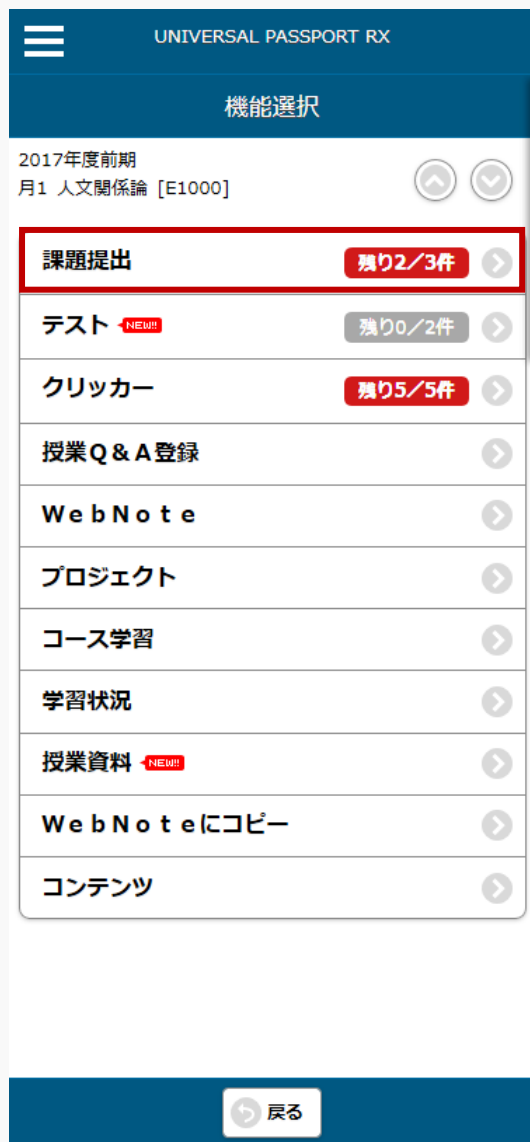 UNIVERSAL PASSPORT RX
機能選択
2017年度前期
月1 人文関係論 [E1000]
課題提出 残り2／3件
テスト NEW!! 残り0／2件
クリッカー 残り5／5件
授業Ｑ＆Ａ登録
ＷｅｂＮｏｔｅ
プロジェクト
コース学習
学習状況
授業資料 NEW!!
ＷｅｂＮｏｔｅにコピー
コンテンツ
戻る